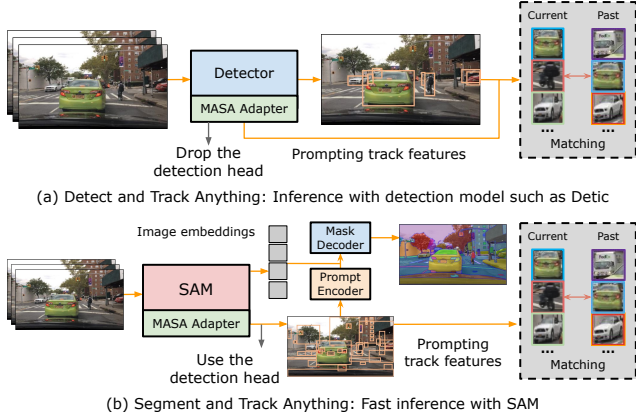 Current Past
Detector
MASA Adapter
Drop the
detection head
Prompting track features
...
...
Matching
(a) Detect and Track Anything: Inference with detection model such as Detic
Image embeddings
Mask
Decoder
Current Past
SAM
Prompt
Encoder
MASA Adapter
Use the
detection head
Prompting
track features
...
...
Matching
(b) Segment and Track Anything: Fast inference with SAM